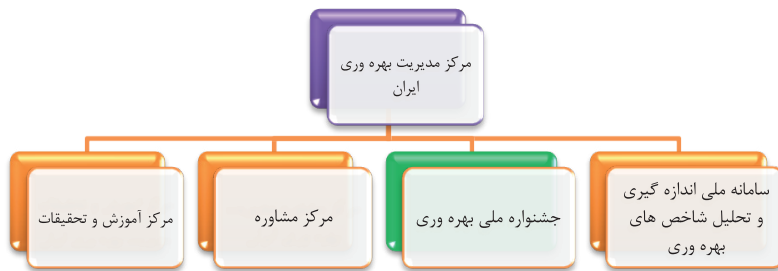 مرکز مدیریت بهره وری
ایران
سامانه ملی اندازه گیری
و تحلیل شاخص های
بهره وری
جشنواره ملی بهره وری
مرکز مشاوره
مرکز آموزش و تحقیقات